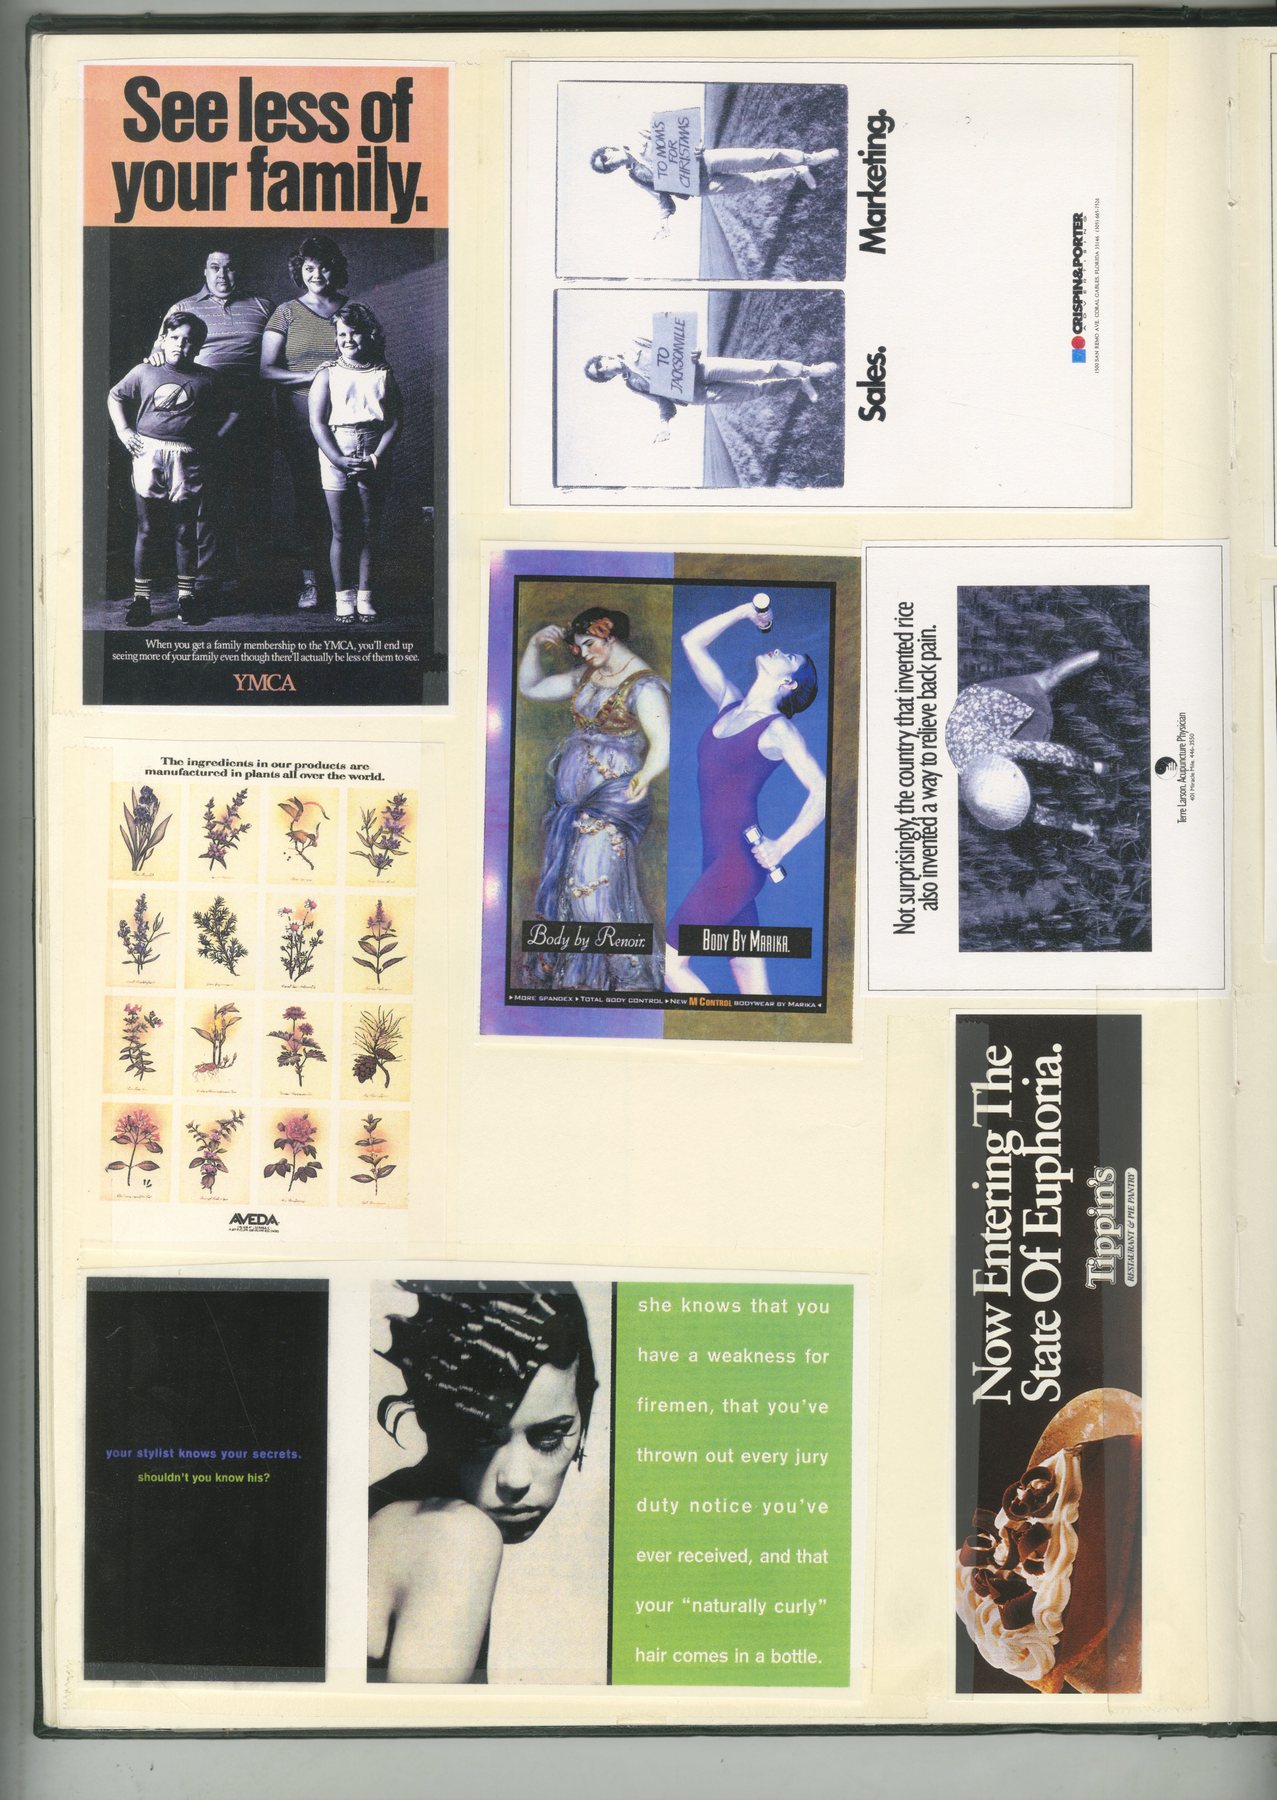 See less of
your family.
When you get a family membership to the YMCA, you'll end up
seeing more of your family even though there'll actually be less of them to see.
YMCA
TO
JACKSONVILLE
TO MOM'S
FOR
CHRISTMAS
Sales. Marketing.
CRISPIN&PORTER
ADVERTISING
1500 SAN REMO AVE. CORAL GABLES, FLORIDA 33146
The ingredients in our products are
manufactured in plants all over the world.
AVEDA
Body by Renoir.
BODY BY MARIKA.
MORE SPANDEX TOTAL BODY CONTROL NEW M CONTROL BODYWEAR BY MARIKA
Not surprisingly, the country that invented rice
also invented a way to relieve back pain.
Terre Larson, Acupuncture Physician
401 Miracle Mile. 446-3550
your stylist knows your secrets.
shouldn't you know his?
she knows that you
have a weakness for
firemen, that you've
thrown out every jury
duty notice you've
ever received, and that
your "naturally curly"
hair comes in a bottle.
Now Entering The
State Of Euphoria.
Tippin's
RESTAURANT & PIE PANTRY